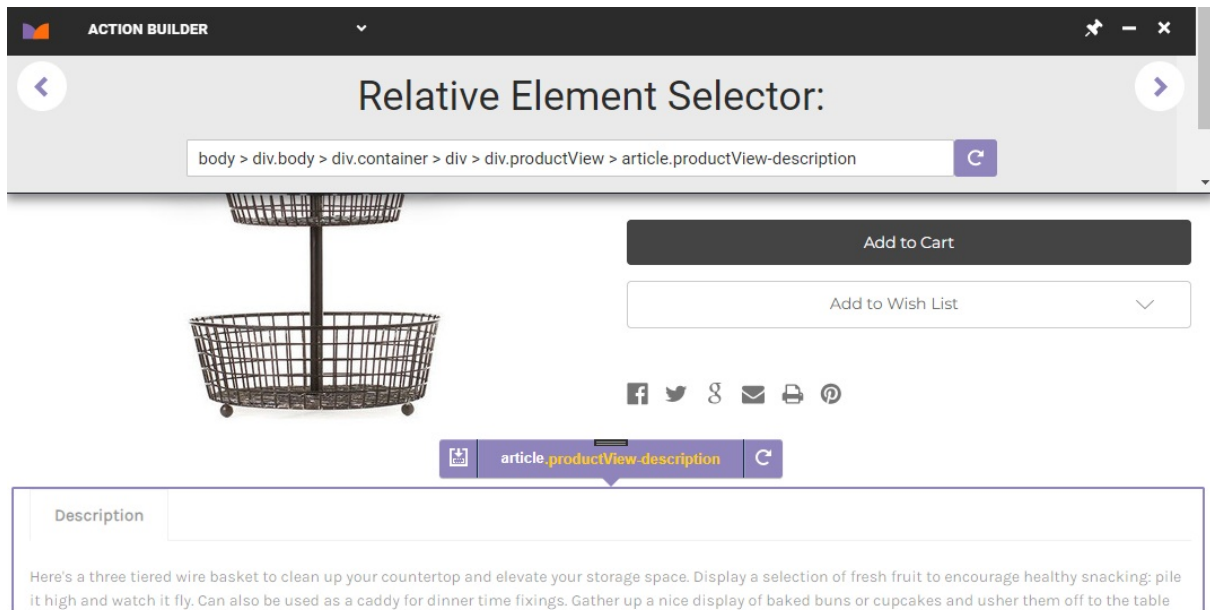 ACTION BUILDER
Relative Element Selector:
body > div.body > div.container > div > div.productView > article.productView-description
Add to Cart
Add to Wish List
article.productView-description
Description
Here's a three tiered wire basket to clean up your countertop and elevate your storage space. Display a selection of fresh fruit to encourage healthy snacking: pile
it high and watch it fly. Can also be used as a caddy for dinner time fixings. Gather up a nice display of baked buns or cupcakes and usher them off to the table